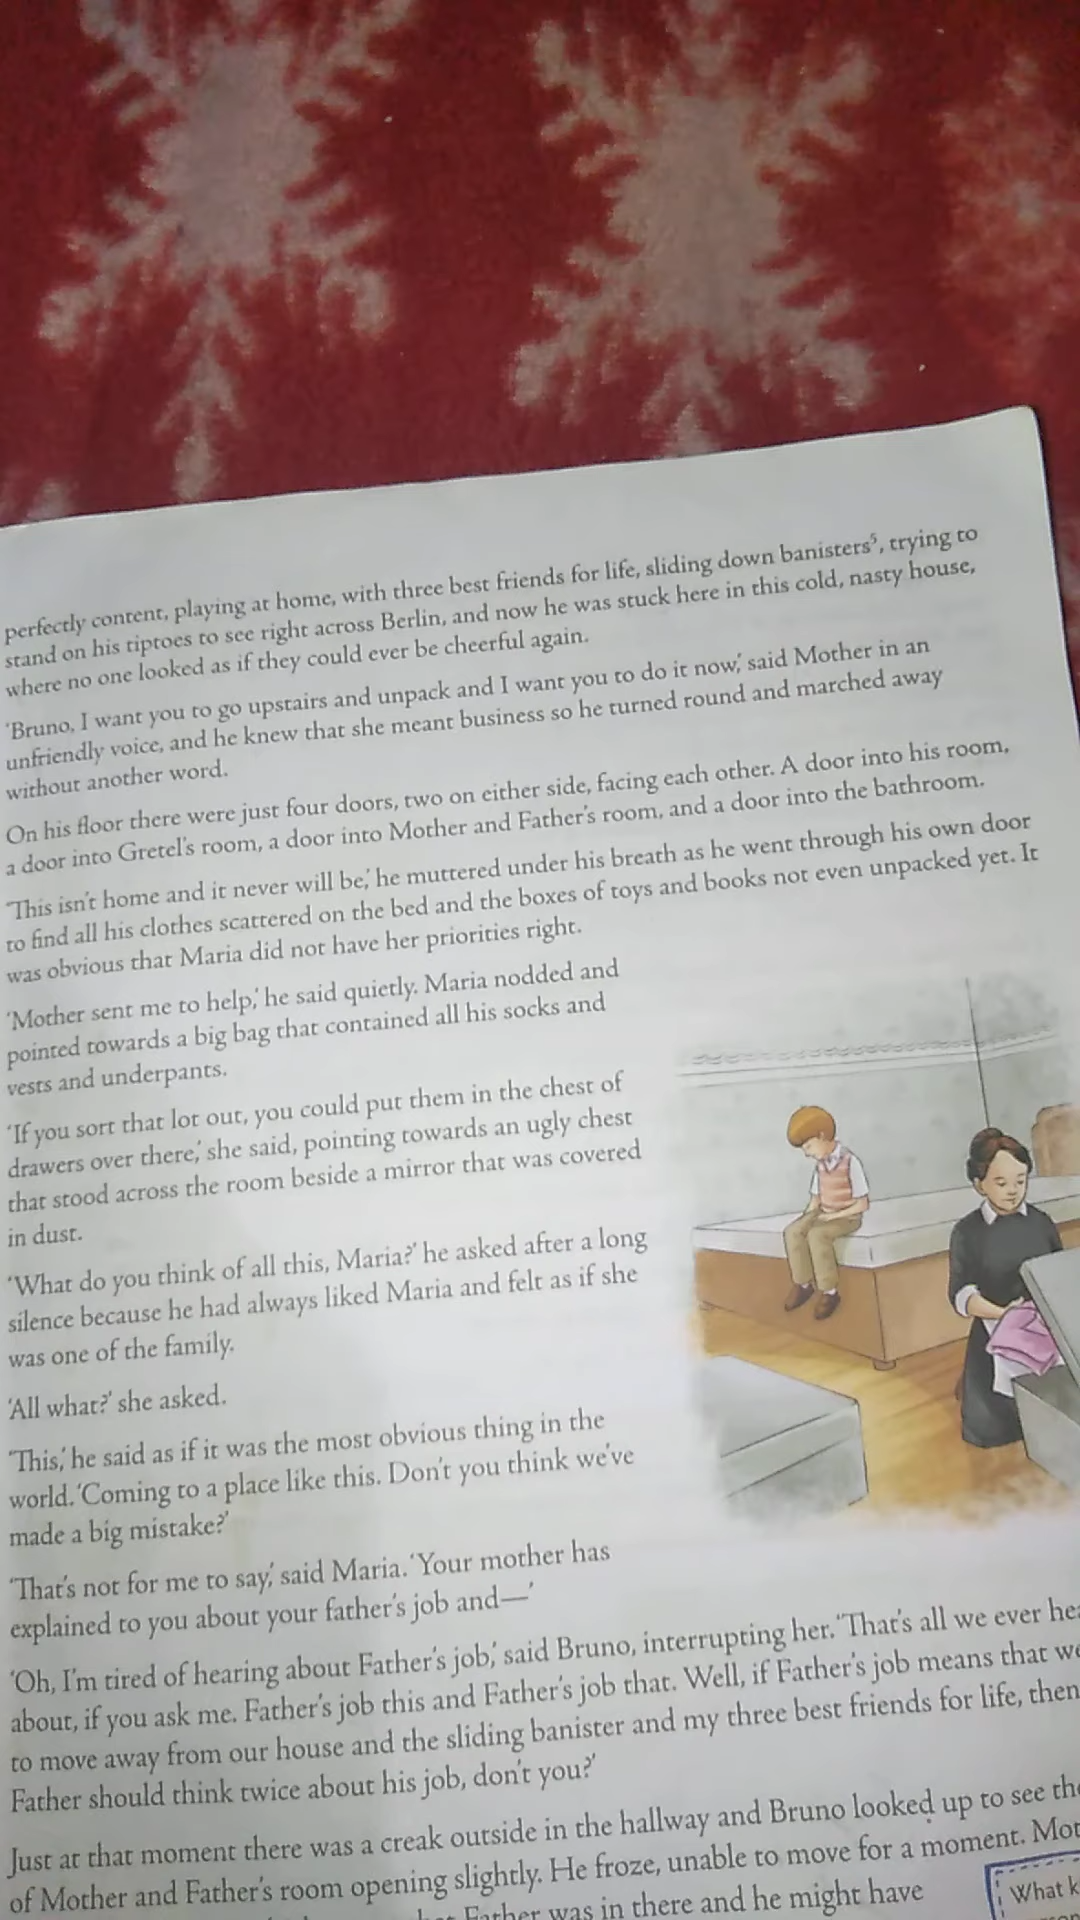 perfectly content, playing at home, with three best friends for life, sliding down banisters⁵, trying to
stand on his tiptoes to see right across Berlin, and now he was stuck here in this cold, nasty house,
where no one looked as if they could ever be cheerful again.
‘Bruno, I want you to go upstairs and unpack and I want you to do it now,’ said Mother in an
unfriendly voice, and he knew that she meant business so he turned round and marched away
without another word.
On his floor there were just four doors, two on either side, facing each other. A door into his room,
a door into Gretel's room, a door into Mother and Father's room, and a door into the bathroom.
‘This isn't home and it never will be,’ he muttered under his breath as he went through his own door
to find all his clothes scattered on the bed and the boxes of toys and books not even unpacked yet. It
was obvious that Maria did not have her priorities right.
‘Mother sent me to help,’ he said quietly. Maria nodded and
pointed towards a big bag that contained all his socks and
vests and underpants.
‘If you sort that lot out, you could put them in the chest of
drawers over there,’ she said, pointing towards an ugly chest
that stood across the room beside a mirror that was covered
in dust.
‘What do you think of all this, Maria?’ he asked after a long
silence because he had always liked Maria and felt as if she
was one of the family.
‘All what?’ she asked.
‘This,’ he said as if it was the most obvious thing in the
world. ‘Coming to a place like this. Don't you think we've
made a big mistake?’
‘That's not for me to say,’ said Maria. ‘Your mother has
explained to you about your father's job and—’
‘Oh, I'm tired of hearing about Father's job,’ said Bruno, interrupting her. ‘That's all we ever
about, if you ask me. Father's job this and Father's job that. Well, if Father's job means that
to move away from our house and the sliding banister and my three best friends for life, then
Father should think twice about his job, don't you?’
Just at that moment there was a creak outside in the hallway and Bruno looked up to see
of Mother and Father's room opening slightly. He froze, unable to move for a moment.
Father was in there and he might have
What